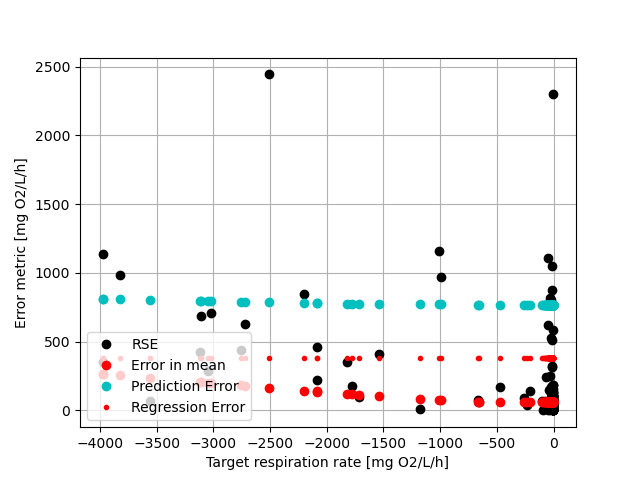 2500
2000
1500
1000
500
0
Error metric [mg O2/L/h]
RSE
Error in mean
Prediction Error
Regression Error
−4000 −3500 −3000 −2500 −2000 −1500 −1000 −500 0
Target respiration rate [mg O2/L/h]